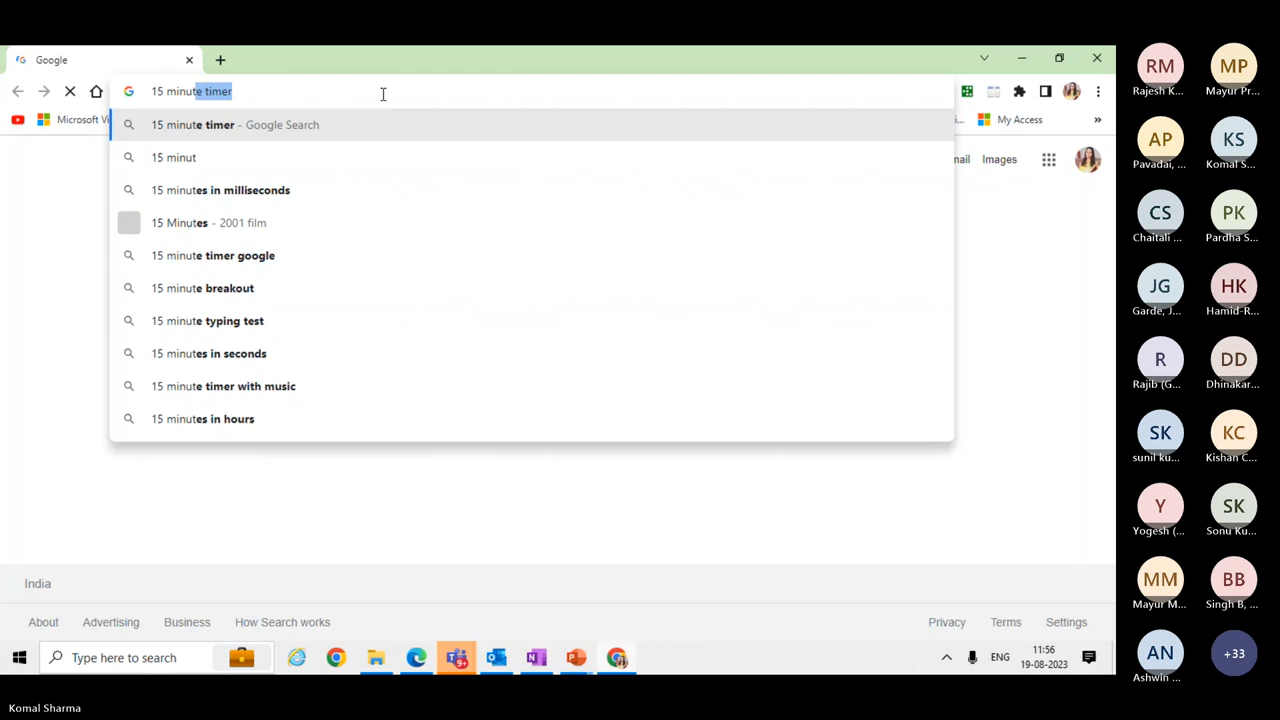 Google
15 minute timer
Microsoft Vi
My Access
15 minute timer - Google Search
15 minut
15 minutes in milliseconds
15 Minutes - 2001 film
15 minute timer google
15 minute breakout
15 minute typing test
15 minutes in seconds
15 minute timer with music
15 minutes in hours
mail Images
India
About Advertising Business How Search works
Privacy Terms Settings
Type here to search
9+
ENG
11:56
19-08-2023
RM
Rajesh K...
MP
Mayur Pr...
AP
Pavadai, ...
KS
Komal S...
CS
Chaitali ...
PK
Pardha S...
JG
Garde, J...
HK
Hamid-R...
R
Rajib (G...
DD
Dhinakar...
SK
sunil ku...
KC
Kishan C...
Y
Yogesh (...
SK
Sonu Ku...
MM
Mayur M...
BB
Singh B, ...
AN
Ashwin ...
+33
Komal Sharma